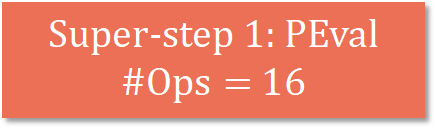 Super-step 1: PEval
#Ops = 16